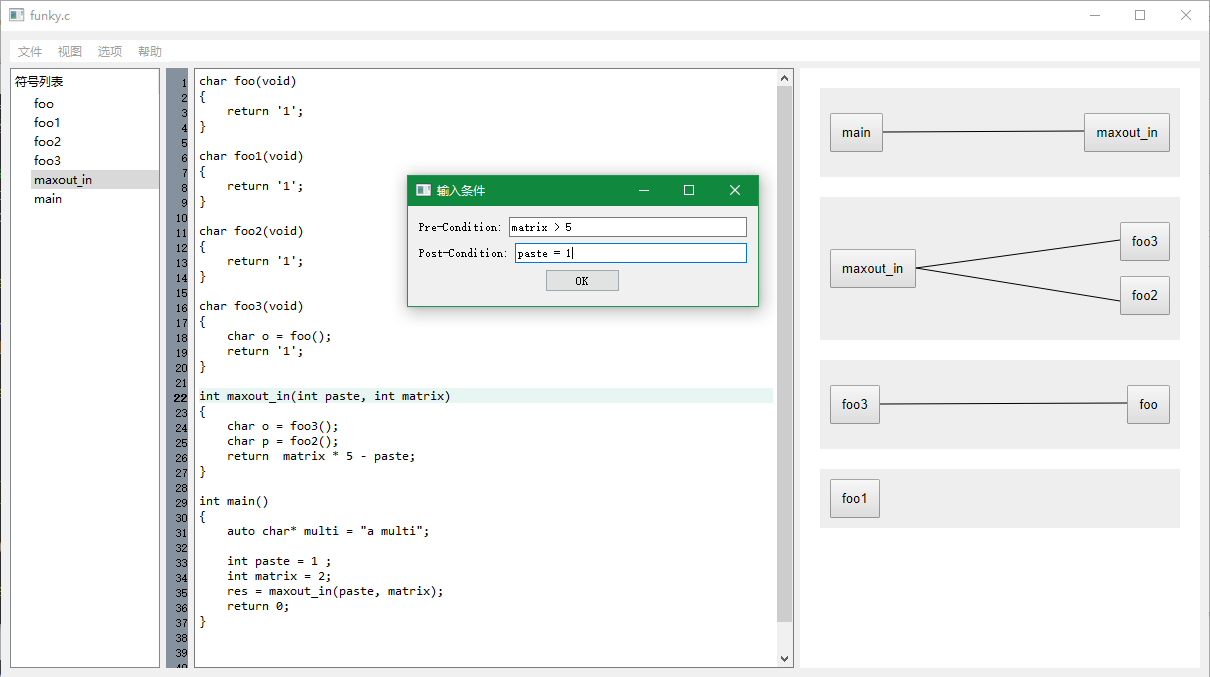 funky.c
文件 视图 选项 帮助
符号列表
foo
foo1
foo2
foo3
maxout_in
main
1 char foo(void)
2 {
3     return '1';
4 }
5
6 char foo1(void)
7 {
8     return '1';
9 }
10
11 char foo2(void)
12 {
13     return '1';
14 }
15
16 char foo3(void)
17 {
18     char o = foo();
19     return '1';
20 }
21
22 int maxout_in(int paste, int matrix)
23 {
24     char o = foo3();
25     char p = foo2();
26     return  matrix * 5 - paste;
27 }
28
29 int main()
30 {
31     auto char* multi = "a multi";
32
33     int paste = 1 ;
34     int matrix = 2;
35     res = maxout_in(paste, matrix);
36     return 0;
37 }
38
39
40
输入条件
Pre-Condition: matrix > 5
Post-Condition: paste = 1
OK
main maxout_in
maxout_in foo3
foo2
foo3 foo
foo1